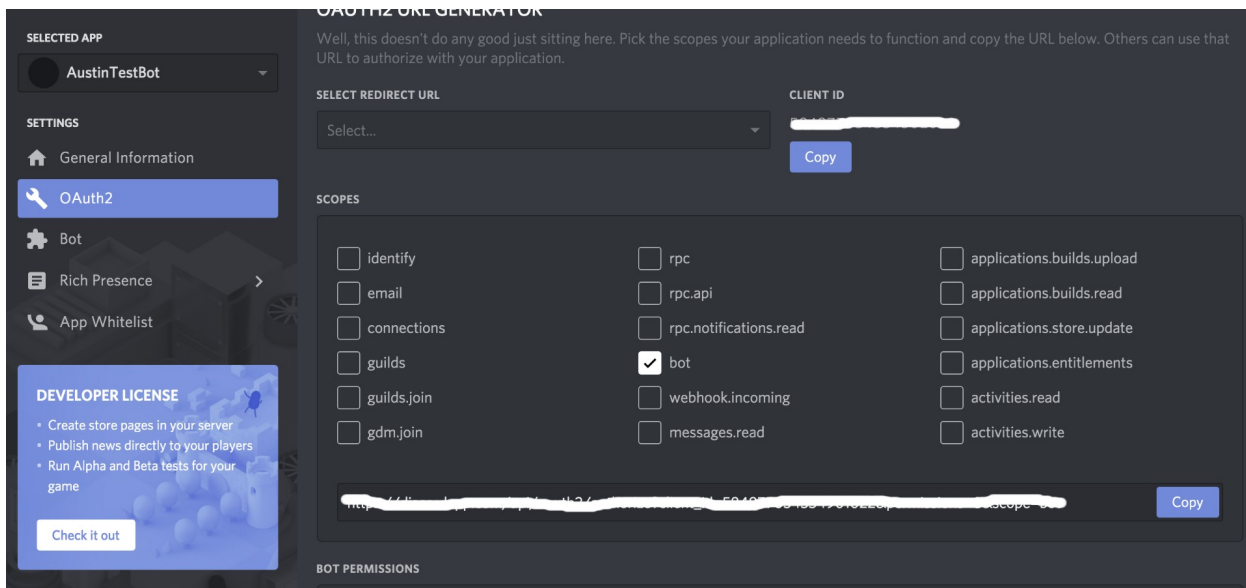 OAUTH2 URL GENERATOR
SELECTED APP
AustinTestBot
SETTINGS
General Information
OAuth2
Bot
Rich Presence
App Whitelist
DEVELOPER LICENSE
• Create store pages in your server
• Publish news directly to your players
• Run Alpha and Beta tests for your
game
Check it out
Well, this doesn't do any good just sitting here. Pick the scopes your application needs to function and copy the URL below. Others can use that
URL to authorize with your application.
SELECT REDIRECT URL
Select...
CLIENT ID
Copy
SCOPES
identify
email
connections
guilds
guilds.join
gdm.join
rpc
rpc.api
rpc.notifications.read
bot
webhook.incoming
messages.read
applications.builds.upload
applications.builds.read
applications.store.update
applications.entitlements
activities.read
activities.write
Copy
BOT PERMISSIONS